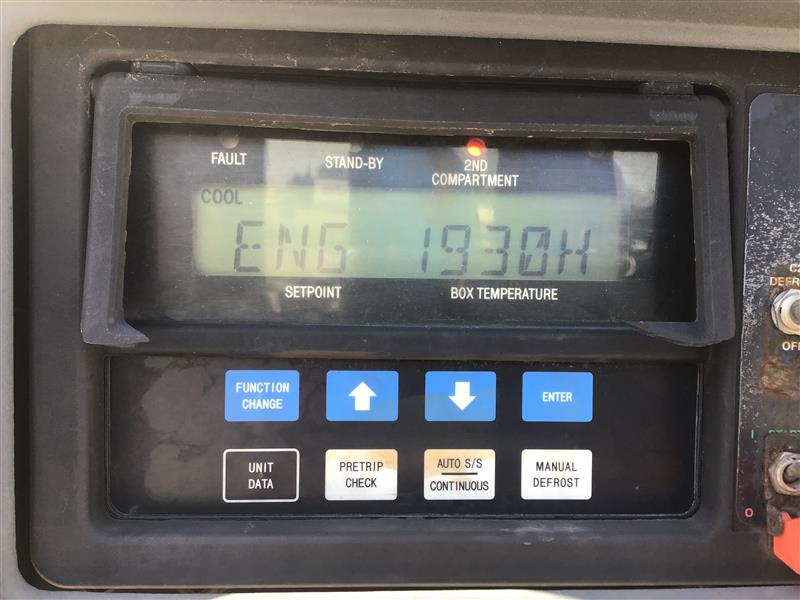 FAULT STAND-BY 2ND
COMPARTMENT
COOL
ENG 1930H
SETPOINT BOX TEMPERATURE
FUNCTION
CHANGE
ENTER
UNIT
DATA
PRETRIP
CHECK
AUTO S/S
CONTINUOUS
MANUAL
DEFROST
I
O